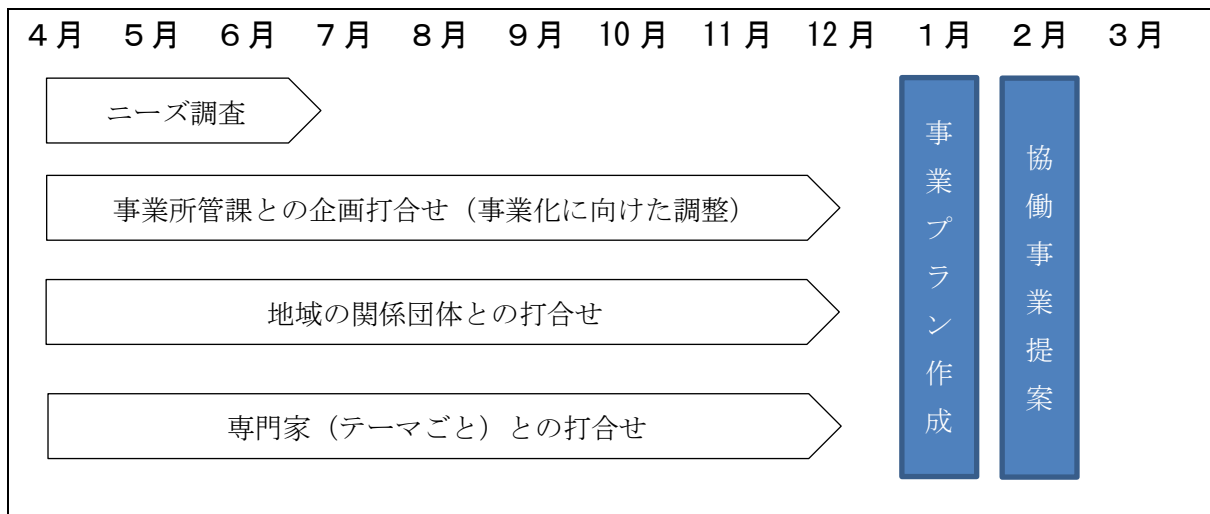 4月 5月 6月 7月 8月 9月 10月 11月 12月 1月 2月 3月
ニーズ調査
事業所管課との企画打合せ（事業化に向けた調整）
地域の関係団体との打合せ
専門家（テーマごと）との打合せ
事業プラン作成
協働事業提案